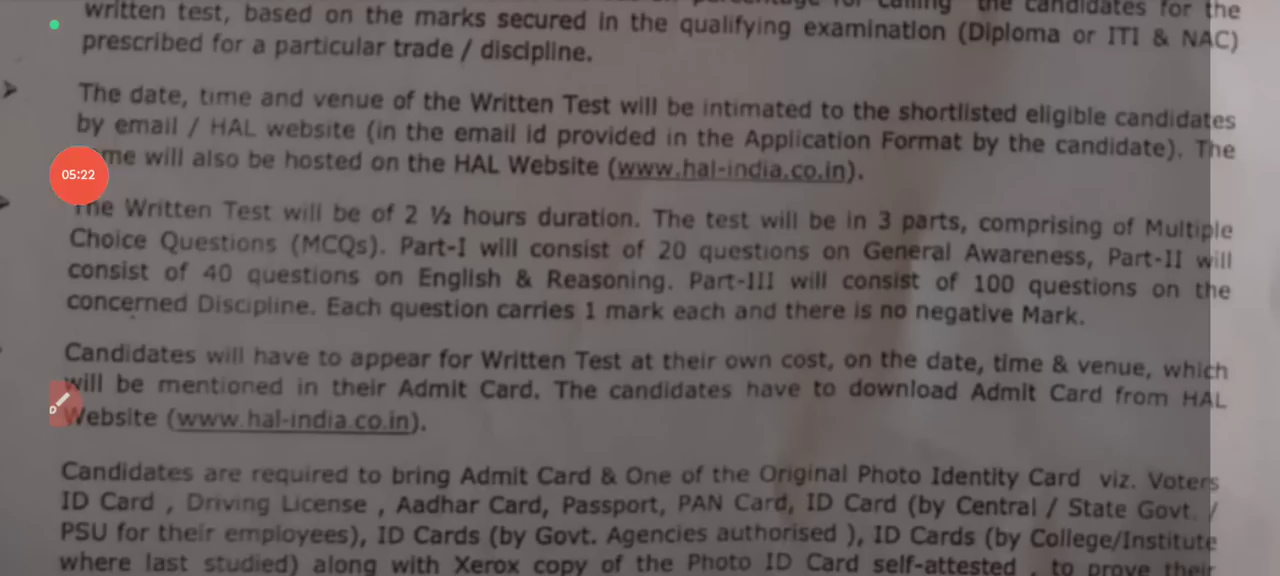 calling the candidates for the
written test, based on the marks secured in the qualifying examination (Diploma or ITI & NAC)
prescribed for a particular trade / discipline.
The date, time and venue of the Written Test will be intimated to the shortlisted eligible candidates
by email / HAL website (in the email id provided in the Application Format by the candidate). The
me will also be hosted on the HAL Website (www.hal-india.co.in).
05:22
The Written Test will be of 2 ½ hours duration. The test will be in 3 parts, comprising of Multiple
Choice Questions (MCQs). Part-I will consist of 20 questions on General Awareness, Part-II will
consist of 40 questions on English & Reasoning. Part-III will consist of 100 questions on the
concerned Discipline. Each question carries 1 mark each and there is no negative Mark.
Candidates will have to appear for Written Test at their own cost, on the date, time & venue, which
will be mentioned in their Admit Card. The candidates have to download Admit Card from HAL
Website (www.hal-india.co.in).
Candidates are required to bring Admit Card & One of the Original Photo Identity Card viz. Voters
ID Card , Driving License , Aadhar Card, Passport, PAN Card, ID Card (by Central / State Govt. /
PSU for their employees), ID Cards (by Govt. Agencies authorised ), ID Cards (by College/Institute
where last studied) along with Xerox copy of the Photo ID Card self-attested , to prove their